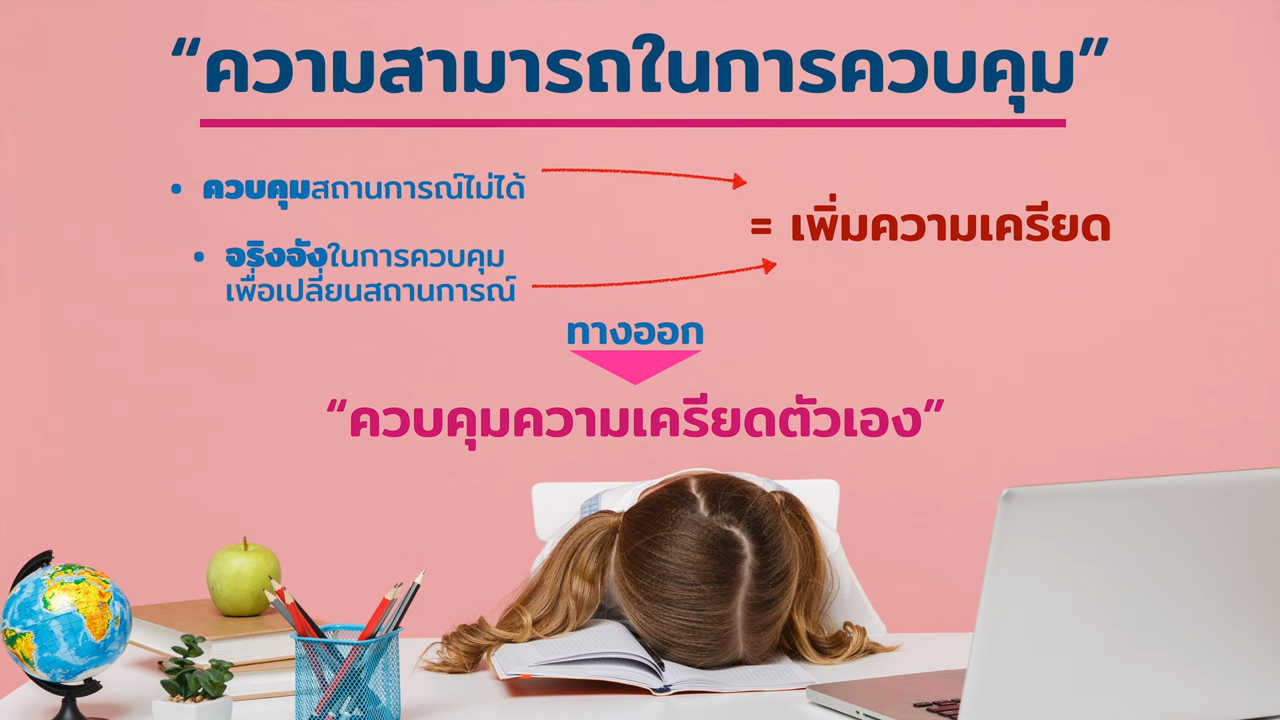 “ความสามารถในการควบคุม”
• ควบคุมสถานการณ์ไม่ได้
• จริงจังในการควบคุม
เพื่อเปลี่ยนสถานการณ์
= เพิ่มความเครียด
ทางออก
“ควบคุมความเครียดตัวเอง”